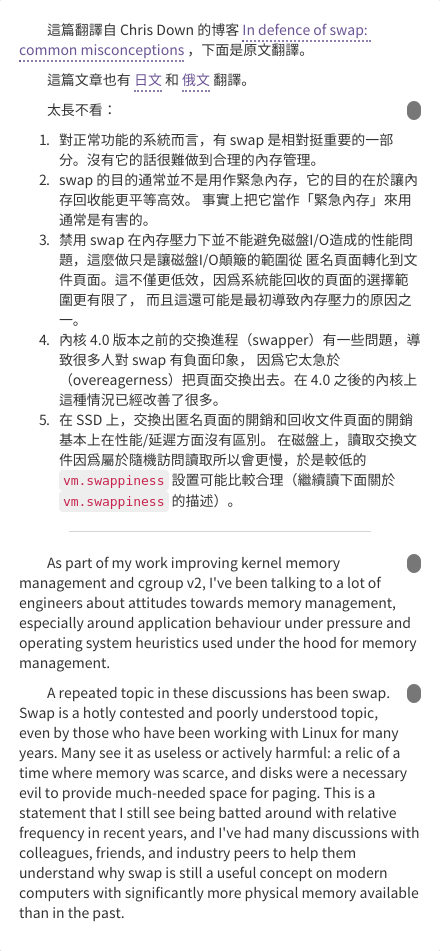 這篇翻譯自 Chris Down 的博客 In defence of swap:
common misconceptions ，下面是原文翻譯。
這篇文章也有 日文 和 俄文 翻譯。
太長不看：
1. 對正常功能的系統而言，有 swap 是相對挺重要的一部
分。沒有它的話很難做到合理的內存管理。
2. swap 的目的通常並不是用作緊急內存，它的目的在於讓內
存回收能更平等高效。 事實上把它當作「緊急內存」來用
通常是有害的。
3. 禁用 swap 在內存壓力下並不能避免磁盤I/O造成的性能問
題，這麼做只是讓磁盤I/O顛簸的範圍從 匿名頁面轉化到文
件頁面。這不僅更低效，因爲系統能回收的頁面的選擇範
圍更有限了， 而且這還可能是最初導致內存壓力的原因之
一。
4. 內核 4.0 版本之前的交換進程（swapper）有一些問題，導
致很多人對 swap 有負面印象， 因爲它太急於
（overeagerness）把頁面交換出去。在 4.0 之後的內核上
這種情況已經改善了很多。
5. 在 SSD 上，交換出匿名頁面的開銷和回收文件頁面的開銷
基本上在性能/延遲方面沒有區別。 在磁盤上，讀取交換文
件因爲屬於隨機訪問讀取所以會更慢，於是較低的
vm.swappiness 設置可能比較合理（繼續讀下面關於
vm.swappiness 的描述）。
As part of my work improving kernel memory
management and cgroup v2, I've been talking to a lot of
engineers about attitudes towards memory management,
especially around application behaviour under pressure and
operating system heuristics used under the hood for memory
management.
A repeated topic in these discussions has been swap.
Swap is a hotly contested and poorly understood topic,
even by those who have been working with Linux for many
years. Many see it as useless or actively harmful: a relic of a
time where memory was scarce, and disks were a necessary
evil to provide much-needed space for paging. This is a
statement that I still see being batted around with relative
frequency in recent years, and I've had many discussions with
colleagues, friends, and industry peers to help them
understand why swap is still a useful concept on modern
computers with significantly more physical memory available
than in the past.